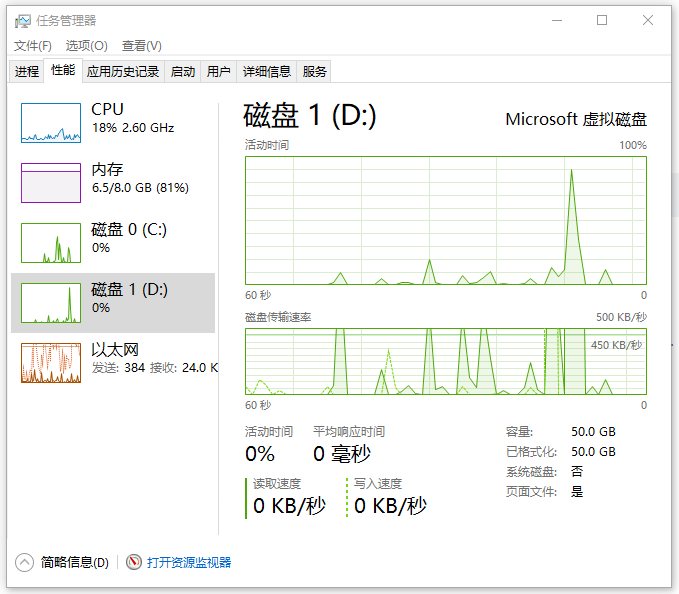 任务管理器
文件(F) 选项(O) 查看(V)
进程 性能 应用历史记录 启动 用户 详细信息 服务
CPU
18% 2.60 GHz
内存
6.5/8.0 GB (81%)
磁盘 0 (C:)
0%
磁盘 1 (D:)
0%
以太网
发送: 384 接收: 24.0 K
磁盘 1 (D:) Microsoft 虚拟磁盘
活动时间 100%
60 秒 0
磁盘传输速率 500 KB/秒
450 KB/秒
60 秒 0
活动时间 平均响应时间
0% 0 毫秒
读取速度 写入速度
0 KB/秒 0 KB/秒
容量: 50.0 GB
已格式化: 50.0 GB
系统磁盘: 否
页面文件: 是
简略信息(D) 打开资源监视器